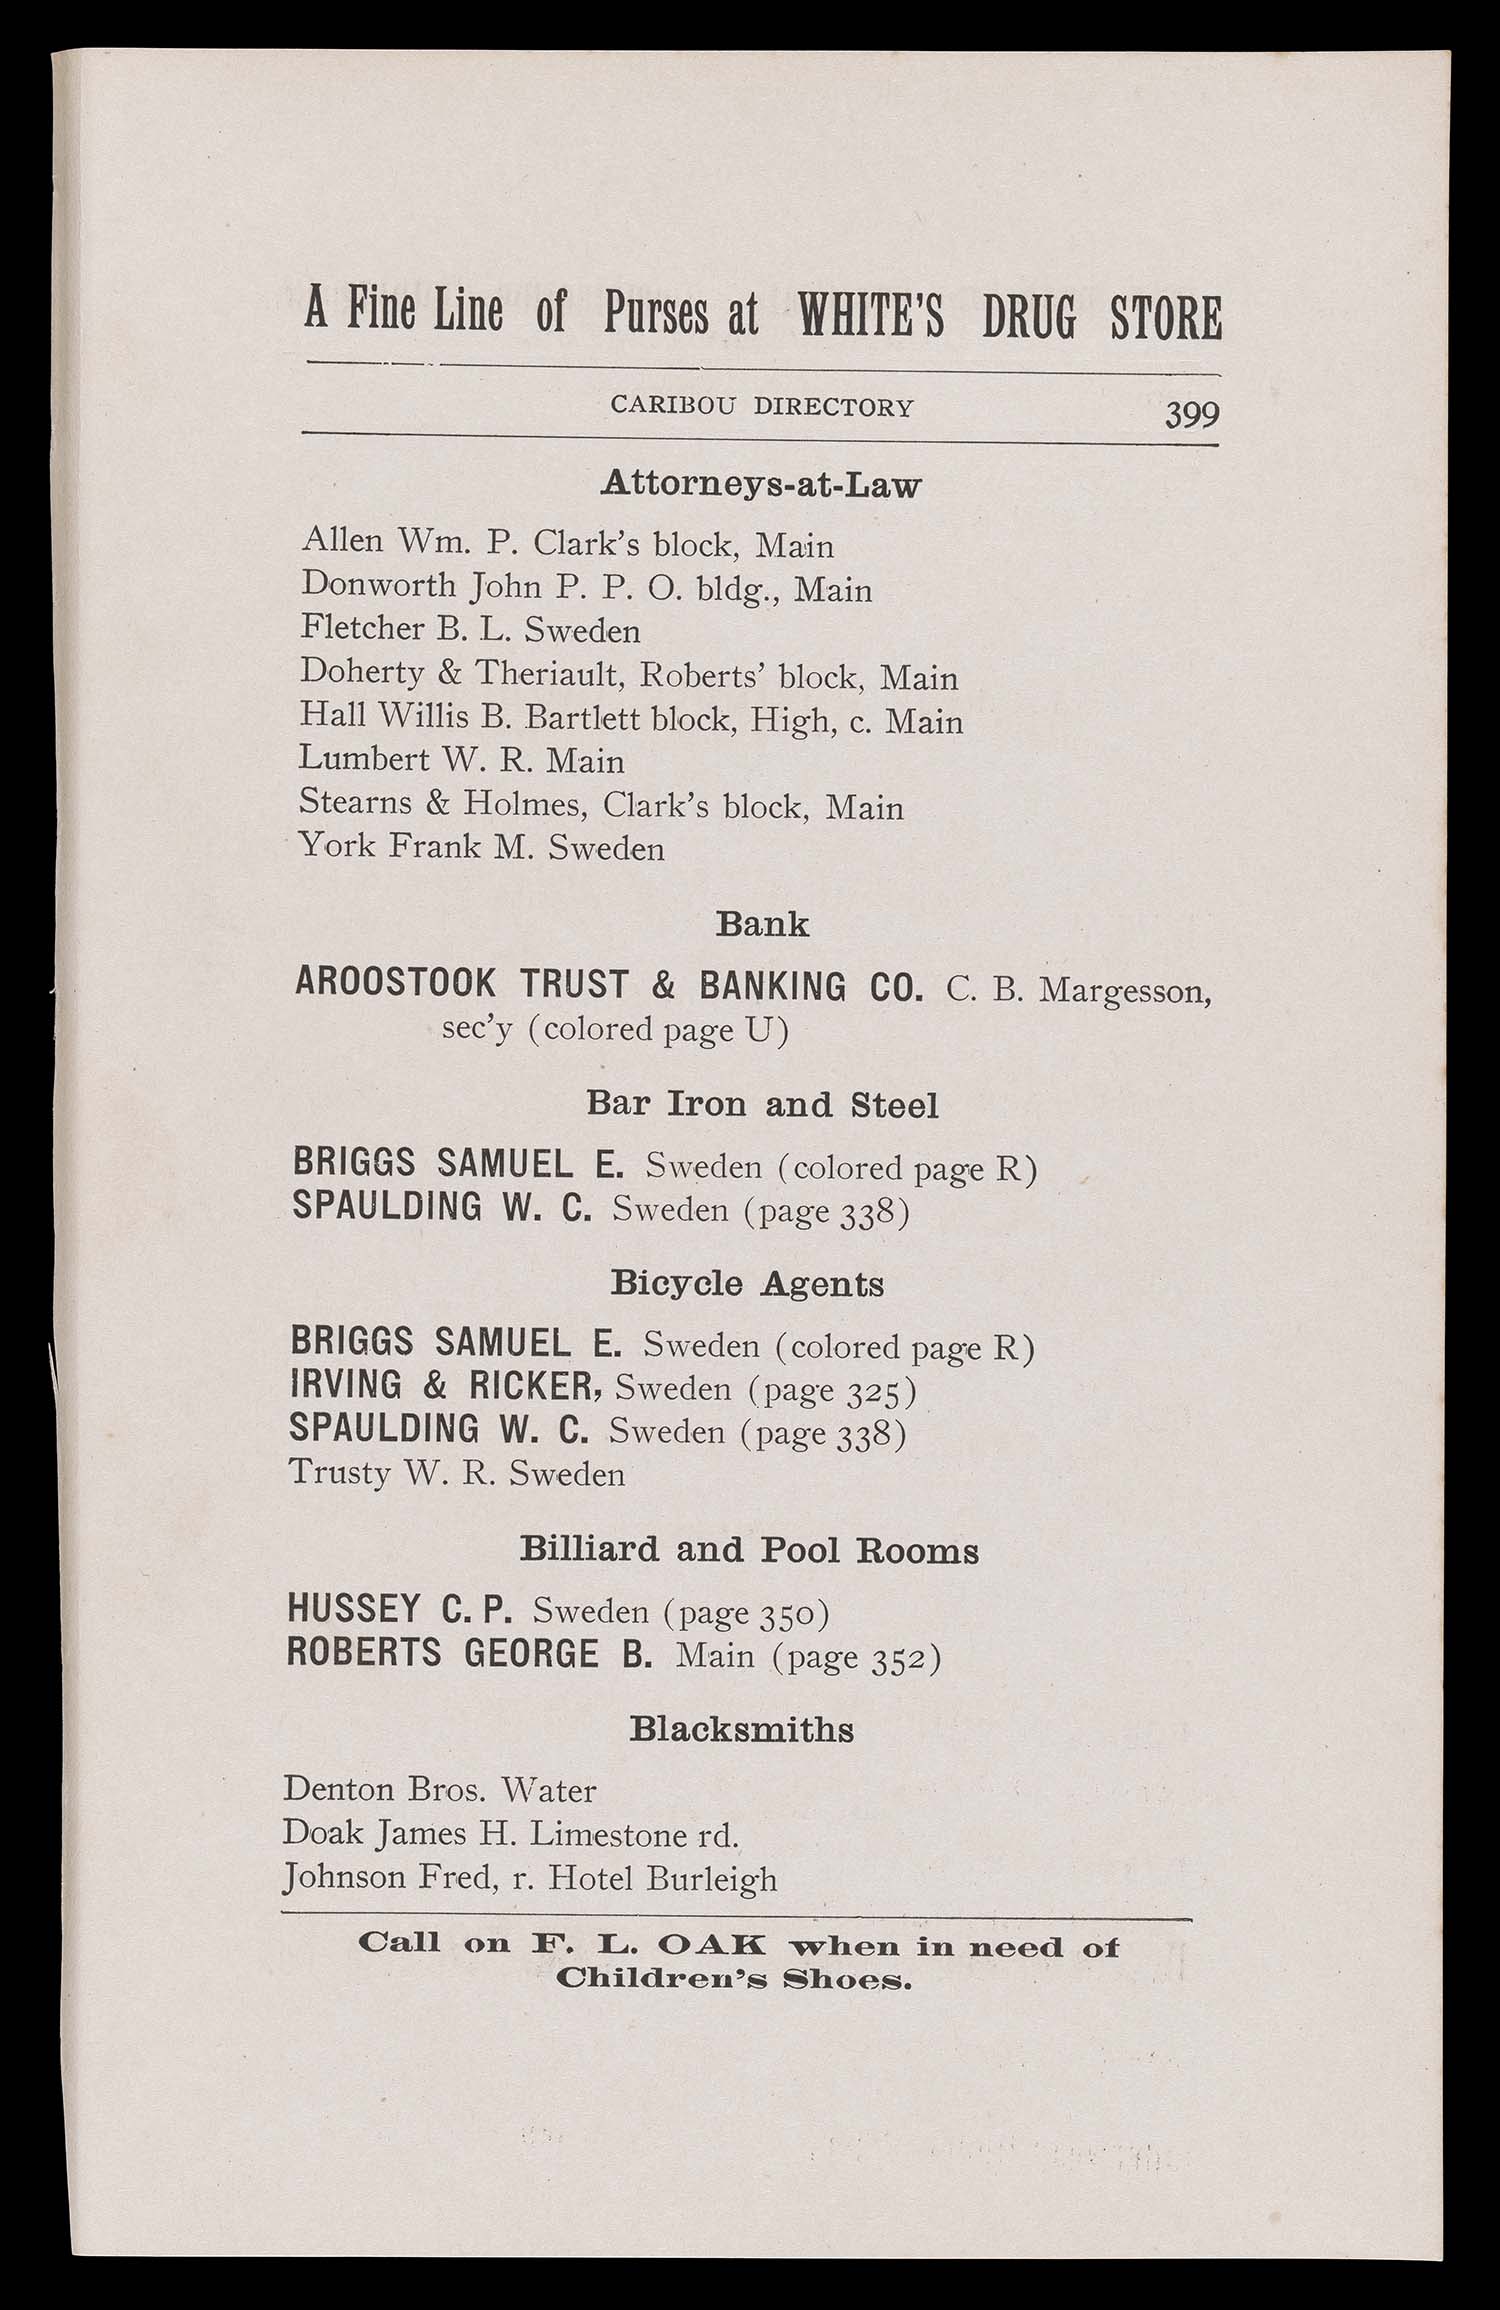 A Fine Line of Purses at WHITE'S DRUG STORE
CARIBOU DIRECTORY 399
Attorneys-at-Law
Allen Wm. P. Clark's block, Main
Donworth John P. P. O. bldg., Main
Fletcher B. L. Sweden
Doherty & Theriault, Roberts' block, Main
Hall Willis B. Bartlett block, High, c. Main
Lumbert W. R. Main
Stearns & Holmes, Clark's block, Main
York Frank M. Sweden
Bank
AROOSTOOK TRUST & BANKING CO. C. B. Margesson,
sec'y (colored page U)
Bar Iron and Steel
BRIGGS SAMUEL E. Sweden (colored page R)
SPAULDING W. C. Sweden (page 338)
Bicycle Agents
BRIGGS SAMUEL E. Sweden (colored page R)
IRVING & RICKER, Sweden (page 325)
SPAULDING W. C. Sweden (page 338)
Trusty W. R. Sweden
Billiard and Pool Rooms
HUSSEY C. P. Sweden (page 350)
ROBERTS GEORGE B. Main (page 352)
Blacksmiths
Denton Bros. Water
Doak James H. Limestone rd.
Johnson Fred, r. Hotel Burleigh
Call on F. L. OAK when in need of
Children's Shoes.